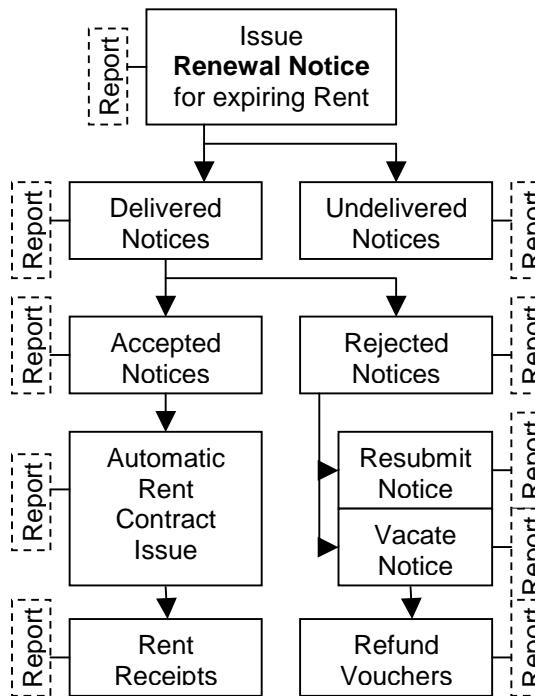 Report
Issue
Renewal Notice
for expiring Rent
Report
Delivered
Notices
Undelivered
Notices
Report
Report
Accepted
Notices
Rejected
Notices
Report
Report
Automatic
Rent
Contract
Issue
Resubmit
Notice
Report
Vacate
Notice
Report
Report
Rent
Receipts
Refund
Vouchers
Report